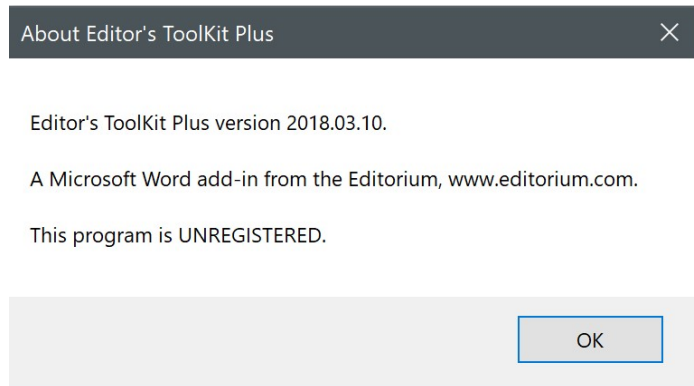 About Editor's ToolKit Plus
Editor's ToolKit Plus version 2018.03.10.
A Microsoft Word add-in from the Editorium, www.editorium.com.
This program is UNREGISTERED.
OK